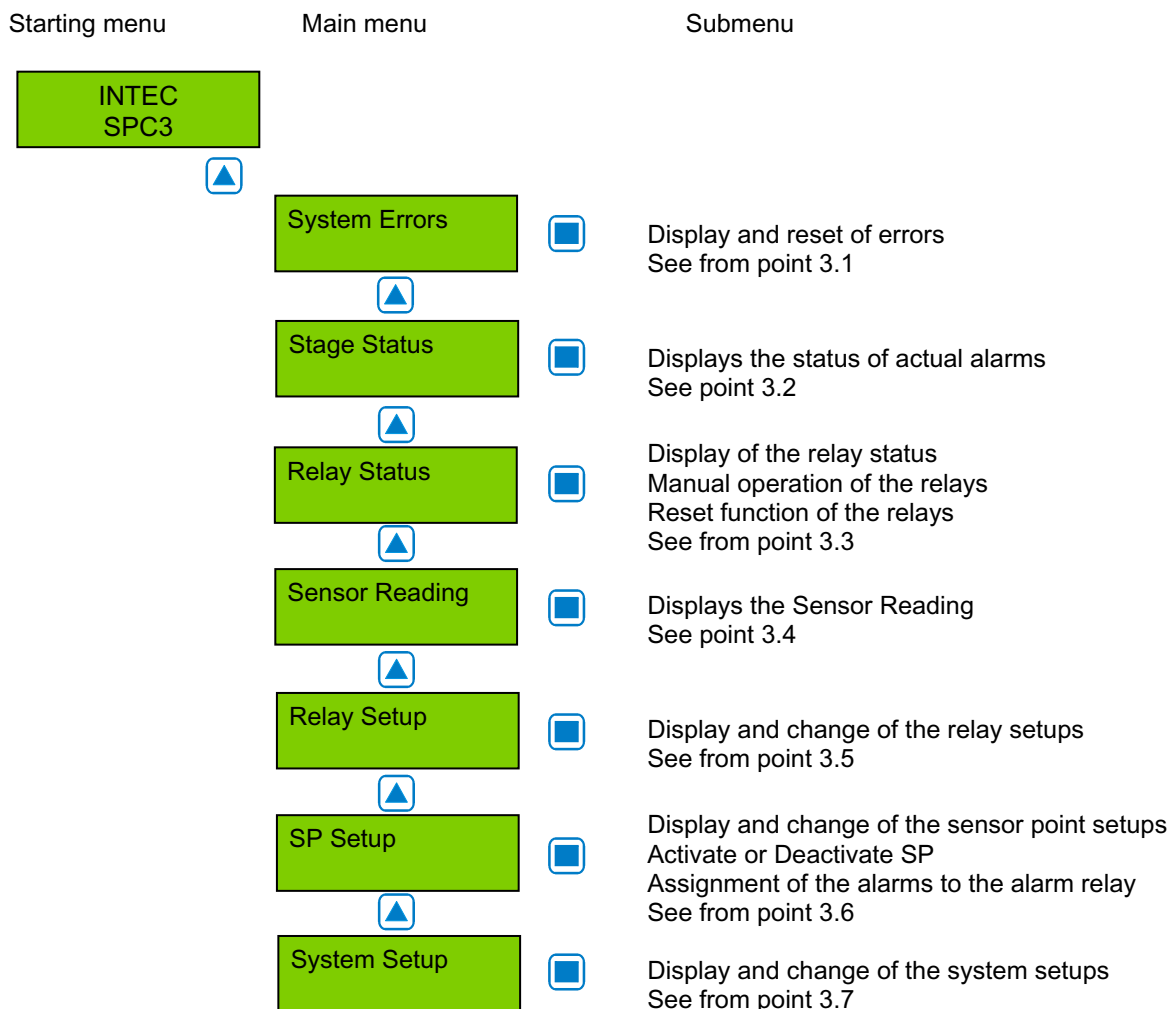 Starting menu
Main menu
Submenu
INTEC
SPC3
System Errors
Display and reset of errors
See from point 3.1
Stage Status
Displays the status of actual alarms
See point 3.2
Relay Status
Display of the relay status
Manual operation of the relays
Reset function of the relays
See from point 3.3
Sensor Reading
Displays the Sensor Reading
See point 3.4
Relay Setup
Display and change of the relay setups
See from point 3.5
SP Setup
Display and change of the sensor point setups
Activate or Deactivate SP
Assignment of the alarms to the alarm relay
See from point 3.6
System Setup
Display and change of the system setups
See from point 3.7